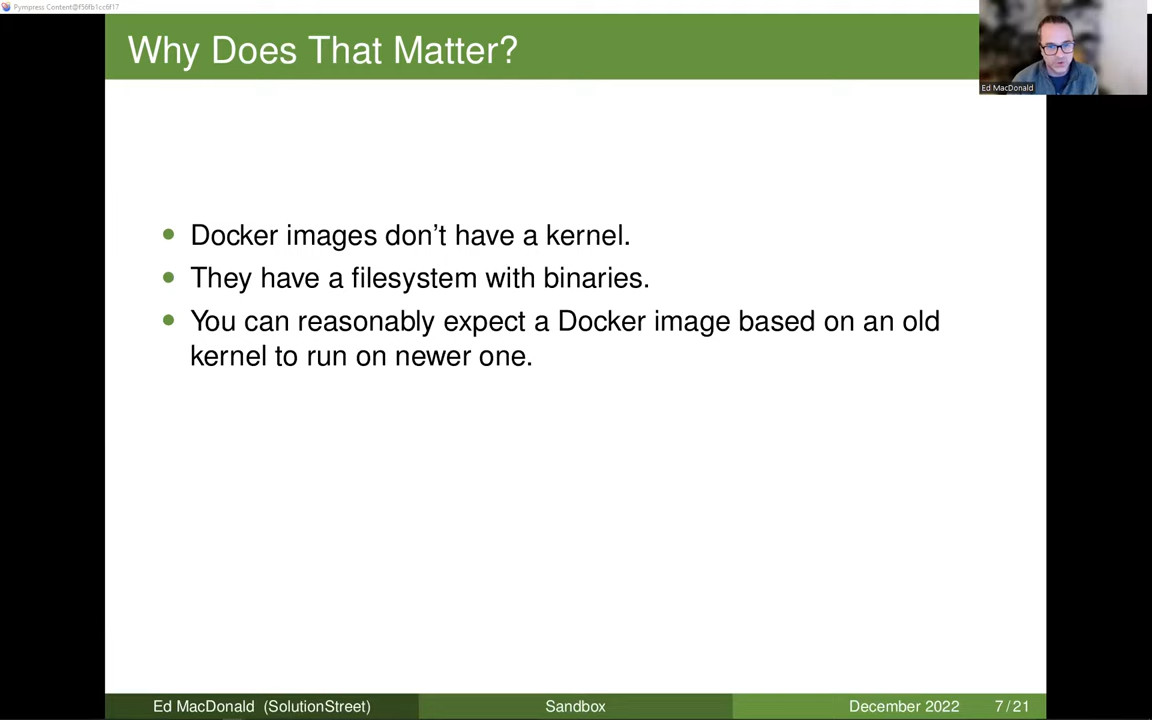 Pympress Content@f56fb1cc6f17
Why Does That Matter?
Ed MacDonald
Docker images don't have a kernel.
They have a filesystem with binaries.
You can reasonably expect a Docker image based on an old
kernel to run on newer one.
Ed MacDonald (SolutionStreet)
Sandbox
December 2022
7 / 21